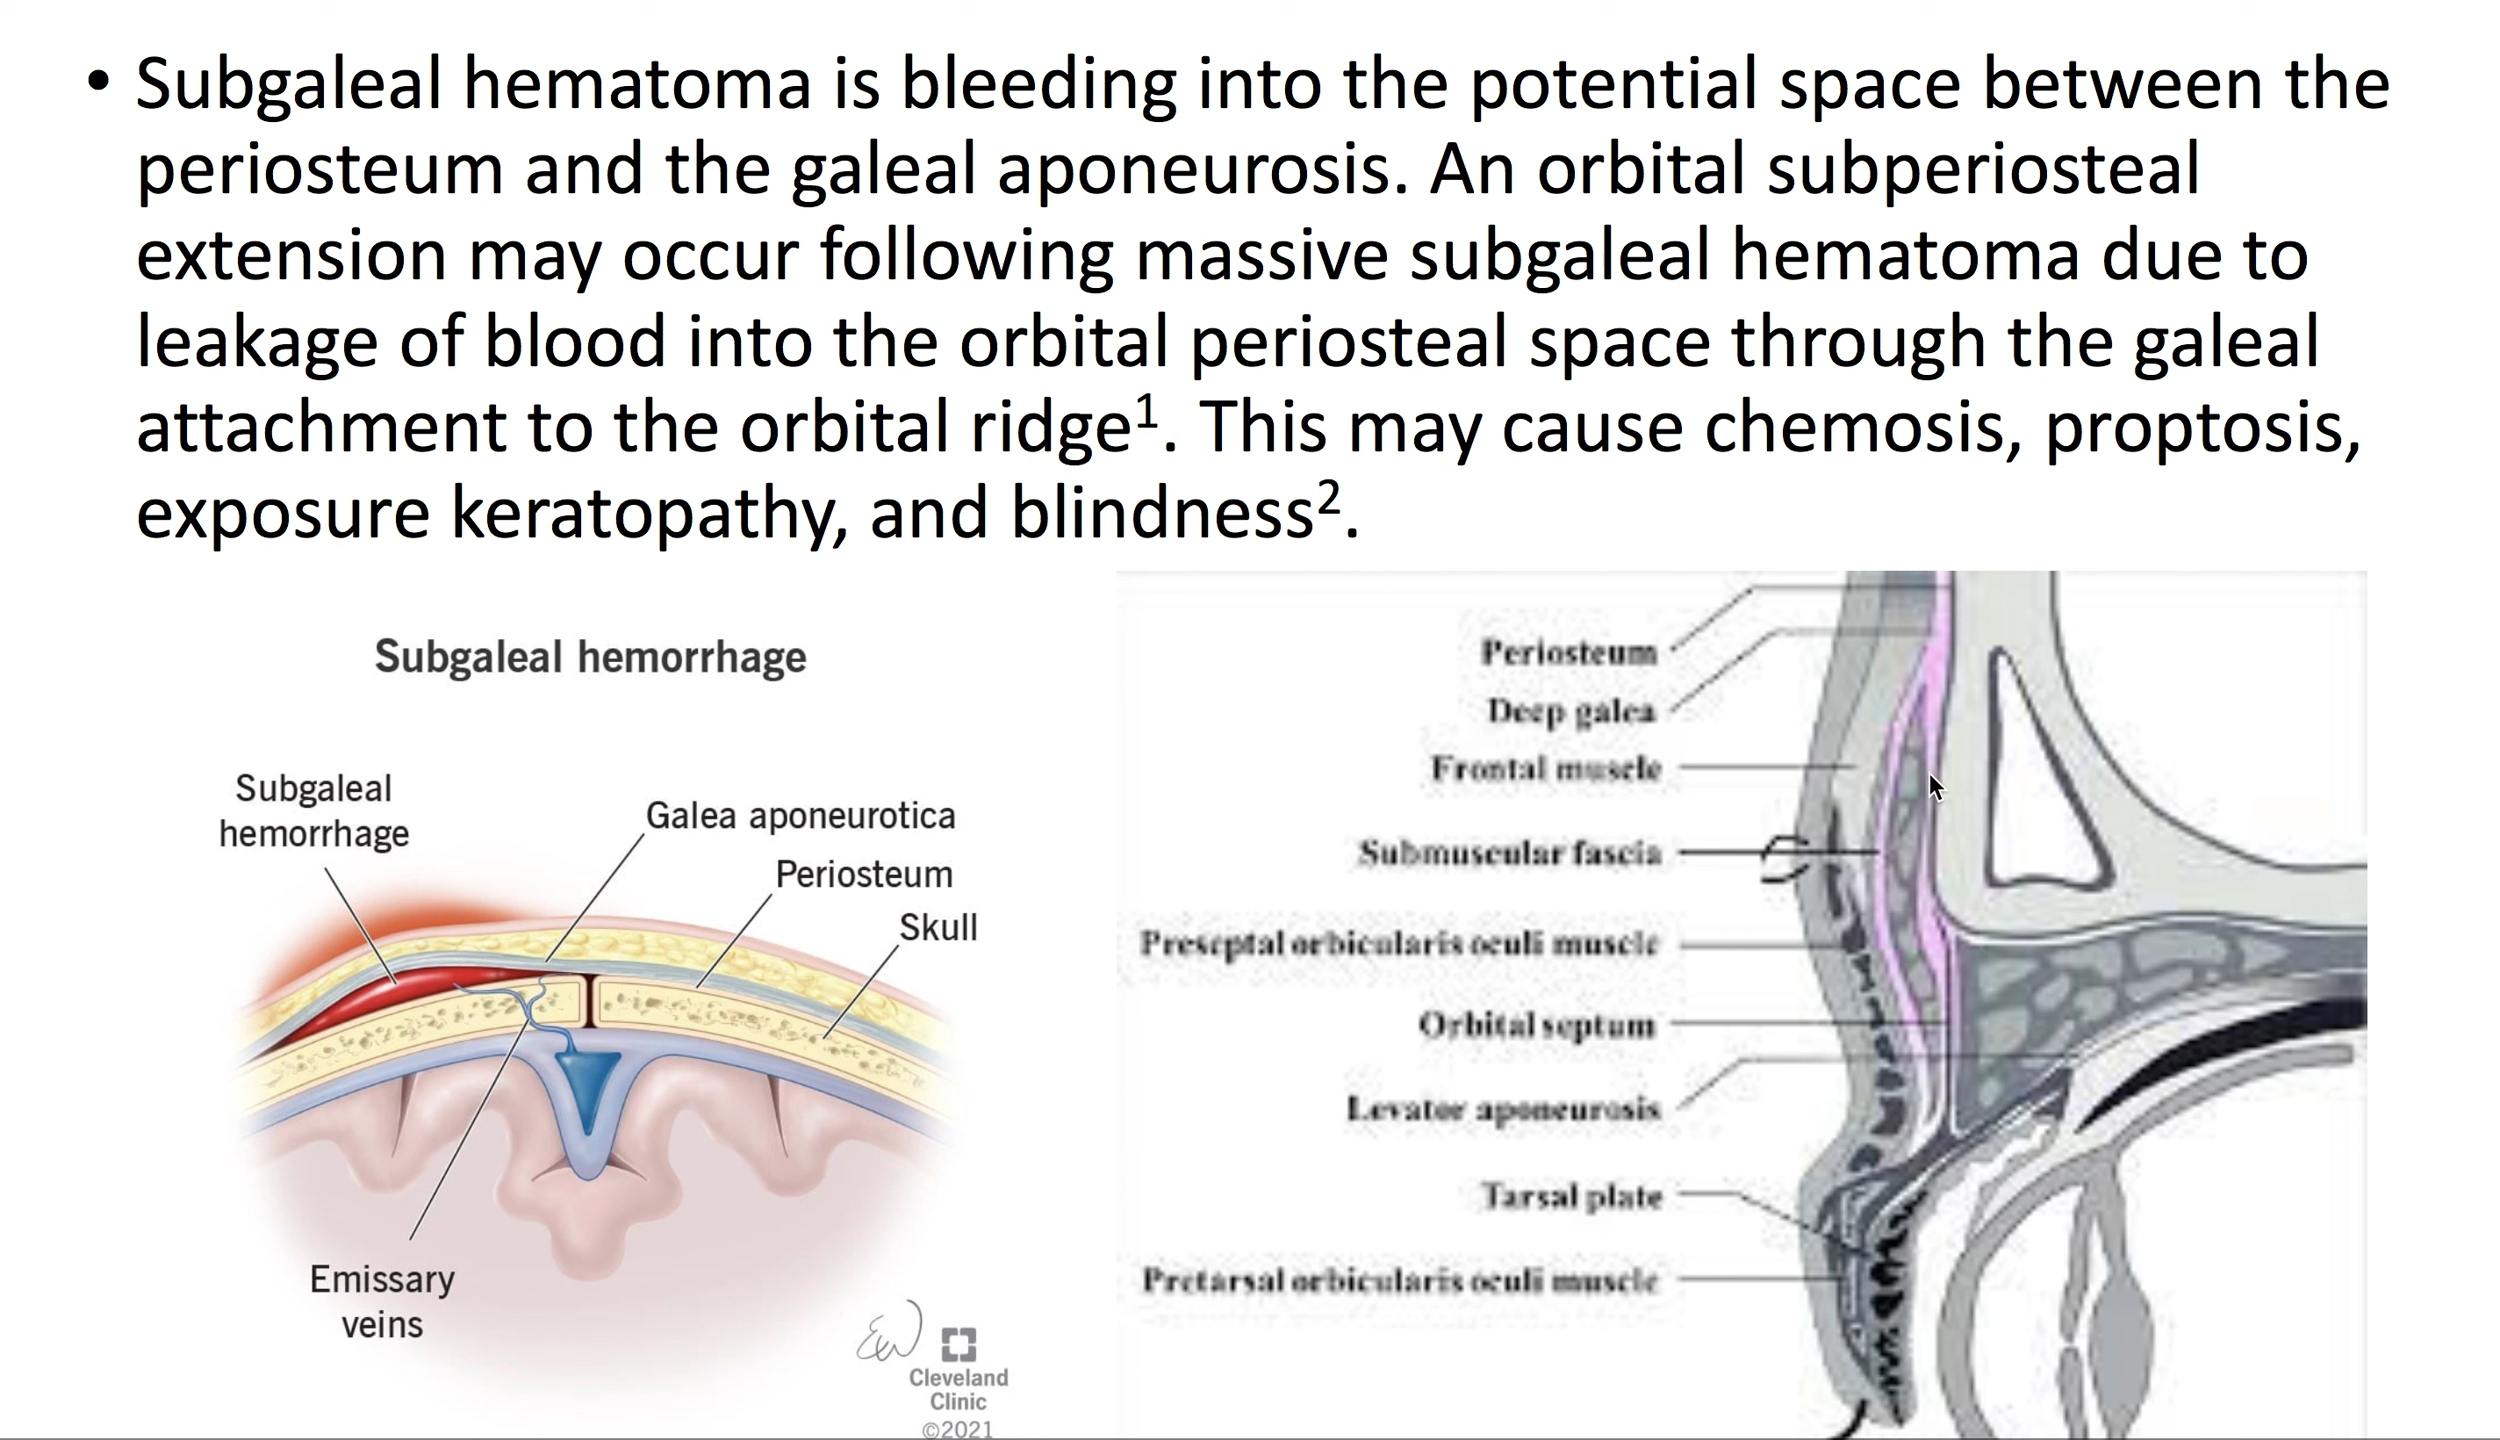 • Subgaleal hematoma is bleeding into the potential space between the
periosteum and the galeal aponeurosis. An orbital subperiosteal
extension may occur following massive subgaleal hematoma due to
leakage of blood into the orbital periosteal space through the galeal
attachment to the orbital ridge¹. This may cause chemosis, proptosis,
exposure keratopathy, and blindness².
Subgaleal hemorrhage
Subgaleal
hemorrhage
Galea aponeurotica
Periosteum
Skull
Emissary
veins
Cleveland
Clinic
©2021
Periosteum
Deep galea
Frontal muscle
Submuscular fascia
Preseptal orbicularis oculi muscle
Orbital septum
Levator aponeurosis
Tarsal plate
Pretarsal orbicularis oculi muscle